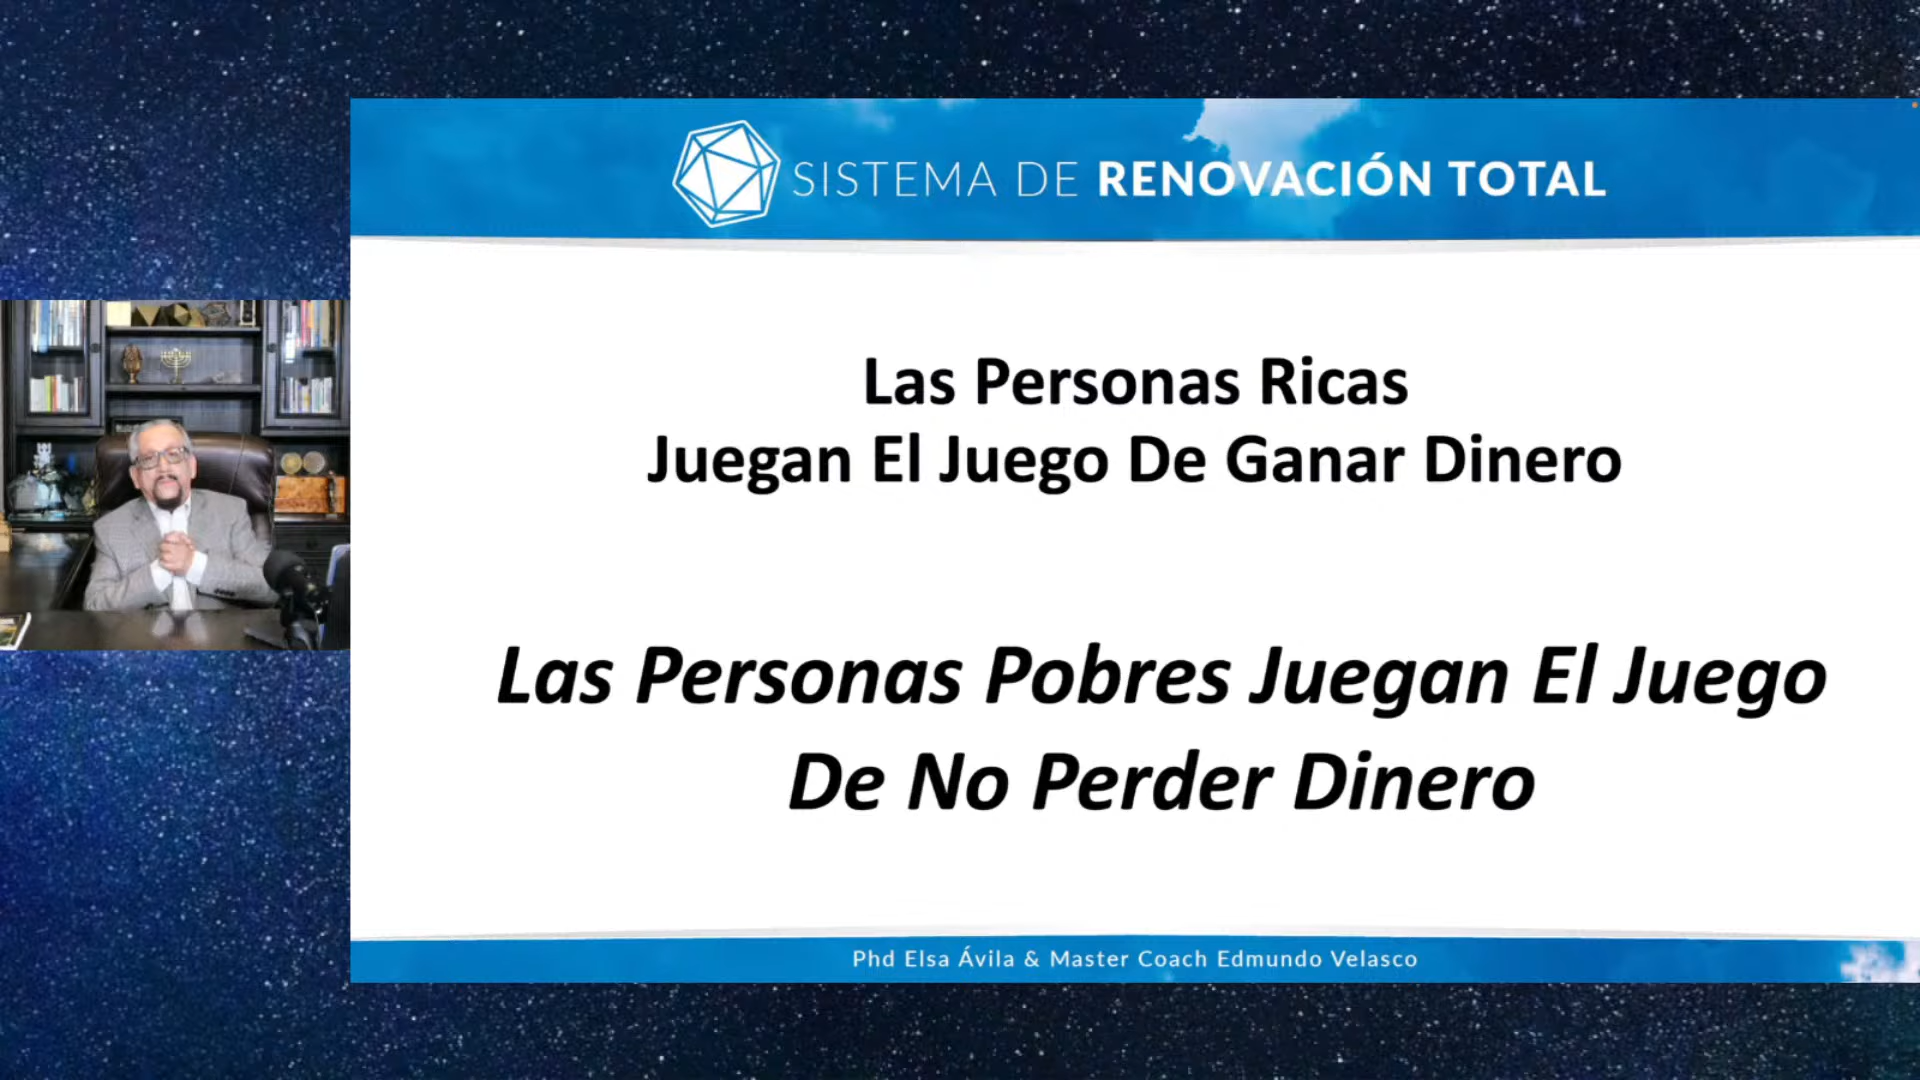 SISTEMA DE RENOVACIÓN TOTAL
Las Personas Ricas
Juegan El Juego De Ganar Dinero
Las Personas Pobres Juegan El Juego
De No Perder Dinero
Phd Elsa Ávila & Master Coach Edmundo Velasco